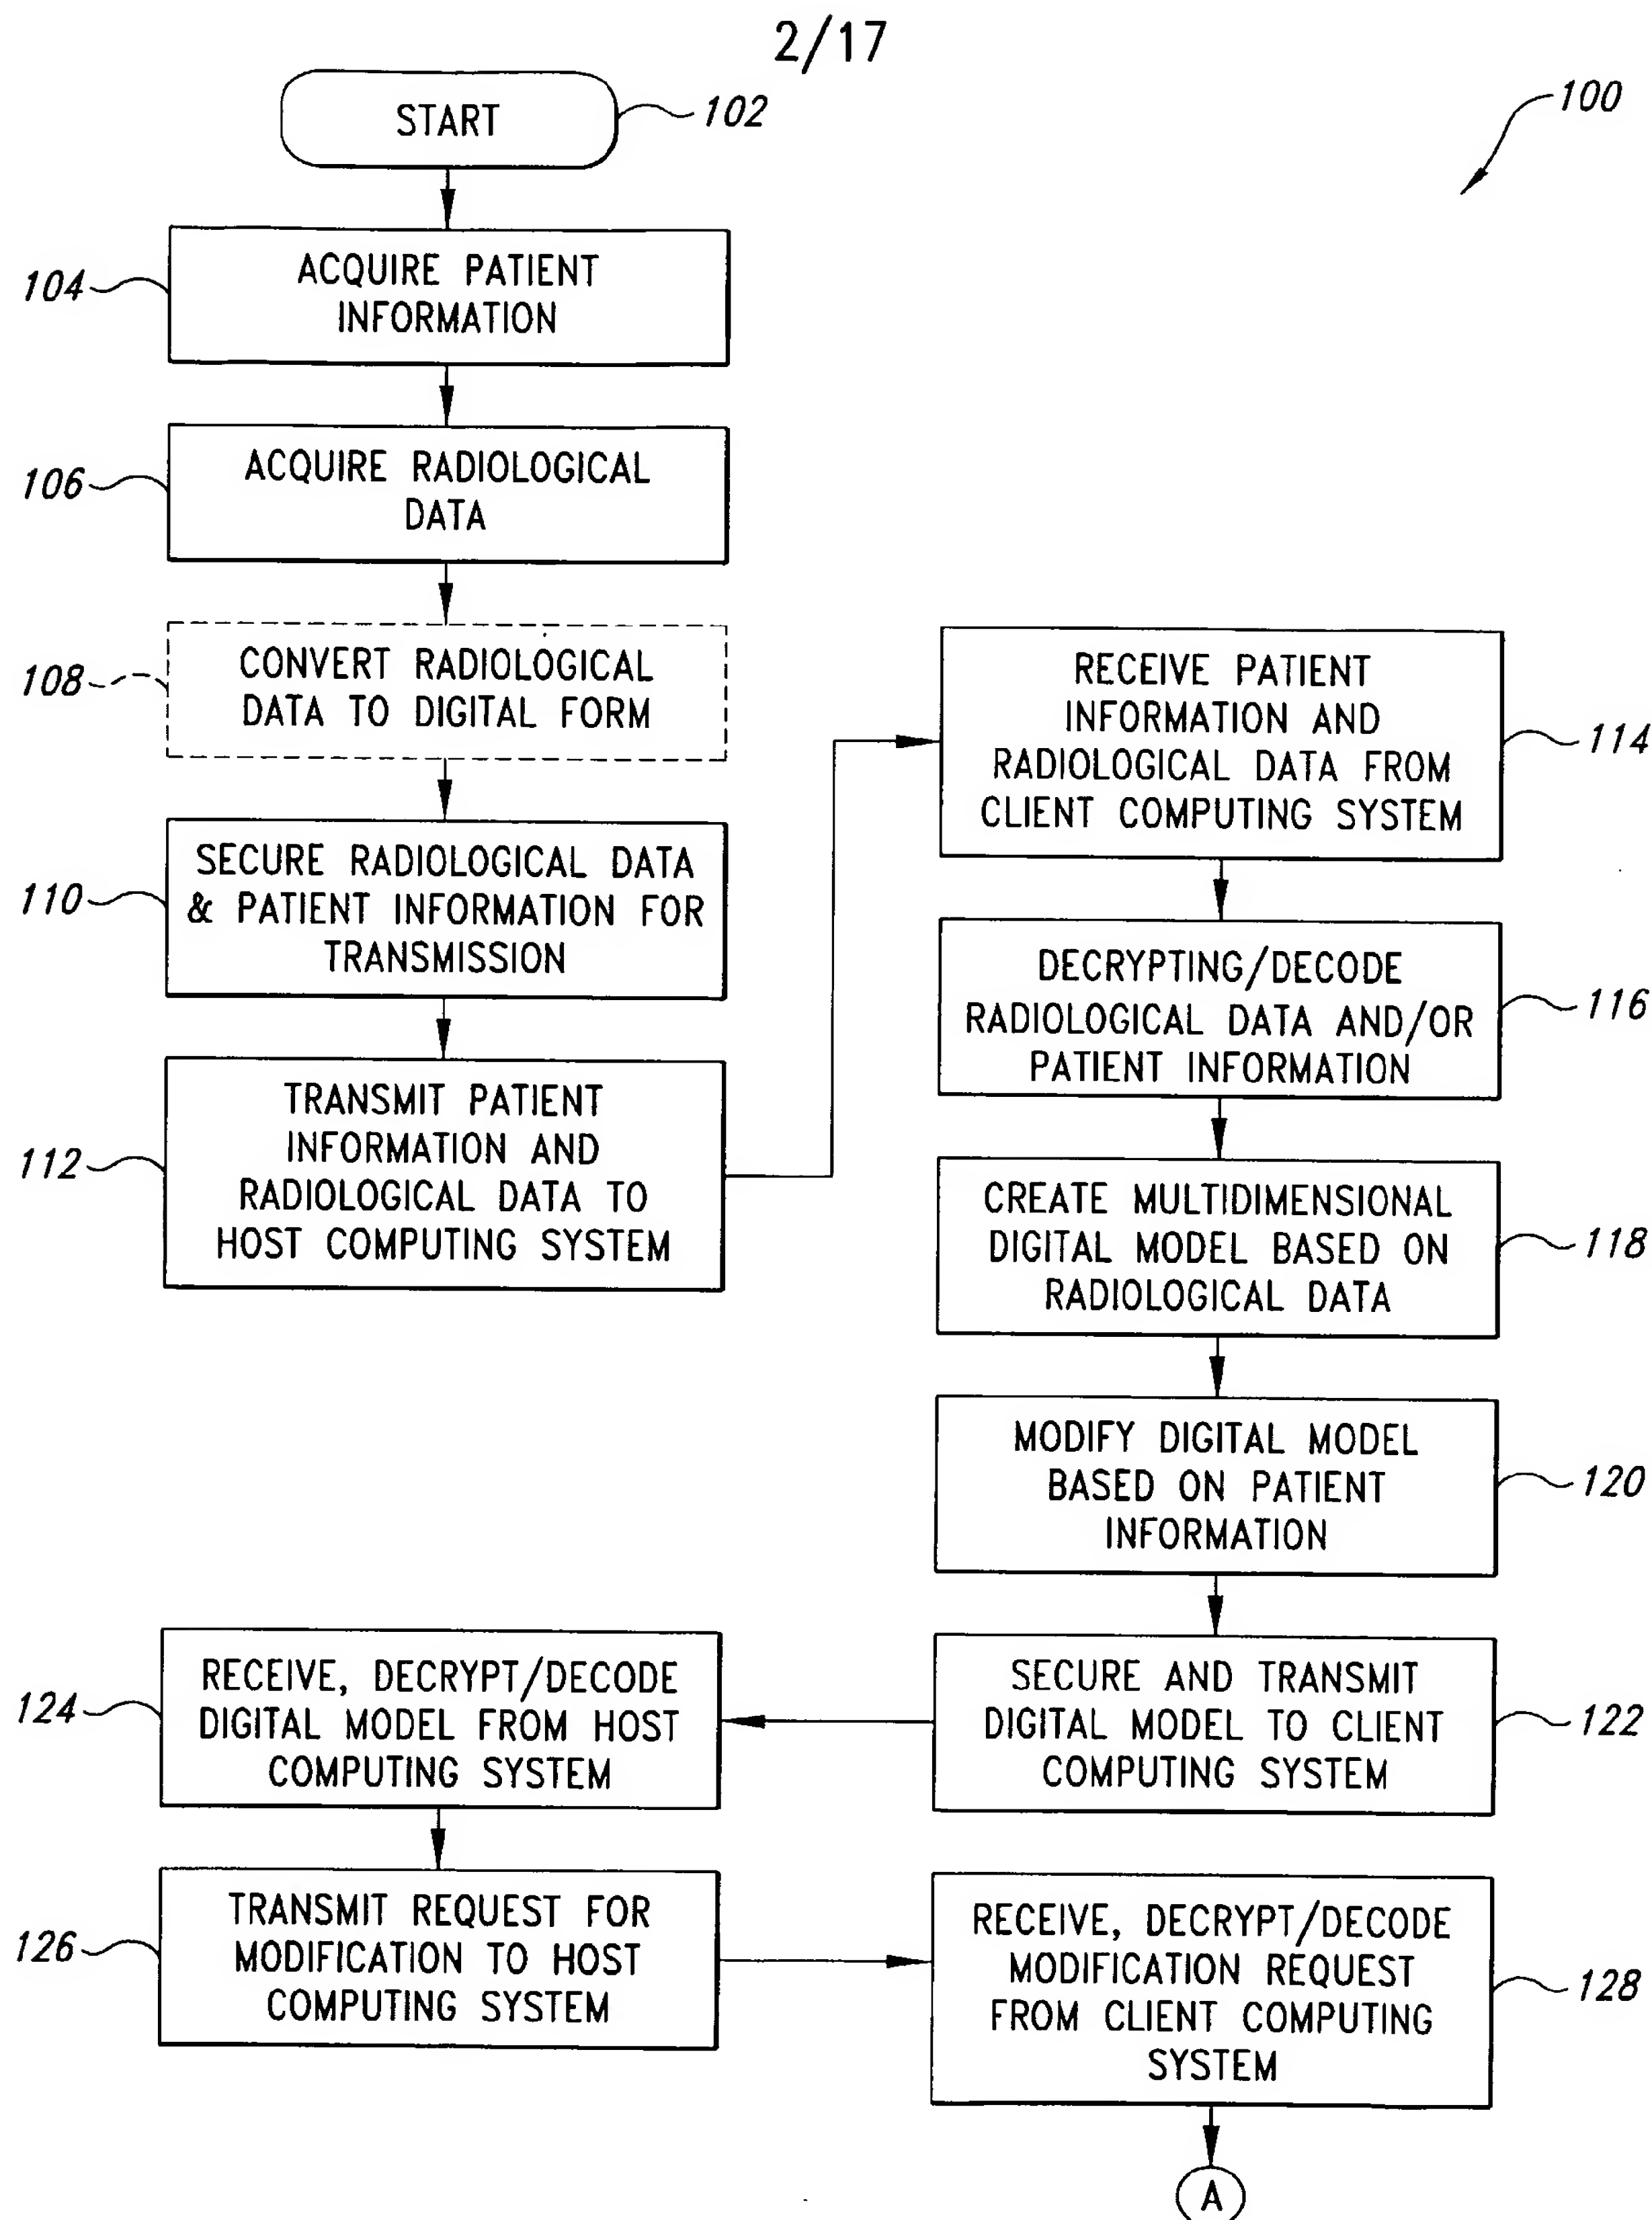 2/17
100
START
102
104
ACQUIRE PATIENT
INFORMATION
106
ACQUIRE RADIOLOGICAL
DATA
108
CONVERT RADIOLOGICAL
DATA TO DIGITAL FORM
110
SECURE RADIOLOGICAL DATA
& PATIENT INFORMATION FOR
TRANSMISSION
112
TRANSMIT PATIENT
INFORMATION AND
RADIOLOGICAL DATA TO
HOST COMPUTING SYSTEM
RECEIVE PATIENT
INFORMATION AND
RADIOLOGICAL DATA FROM
CLIENT COMPUTING SYSTEM
114
DECRYPTING/DECODE
RADIOLOGICAL DATA AND/OR
PATIENT INFORMATION
116
CREATE MULTIDIMENSIONAL
DIGITAL MODEL BASED ON
RADIOLOGICAL DATA
118
MODIFY DIGITAL MODEL
BASED ON PATIENT
INFORMATION
120
SECURE AND TRANSMIT
DIGITAL MODEL TO CLIENT
COMPUTING SYSTEM
122
124
RECEIVE, DECRYPT/DECODE
DIGITAL MODEL FROM HOST
COMPUTING SYSTEM
126
TRANSMIT REQUEST FOR
MODIFICATION TO HOST
COMPUTING SYSTEM
RECEIVE, DECRYPT/DECODE
MODIFICATION REQUEST
FROM CLIENT COMPUTING
SYSTEM
128
A